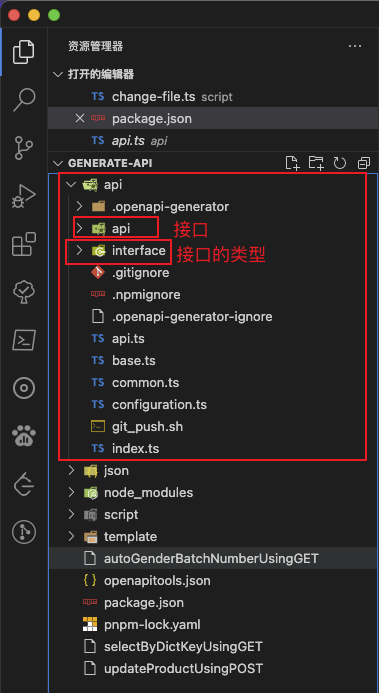 资源管理器
打开的编辑器
TS change-file.ts script
package.json
TS api.ts api
GENERATE-API
api
.openapi-generator
api 接口
interface 接口的类型
.gitignore
.npmignore
.openapi-generator-ignore
TS api.ts
TS base.ts
TS common.ts
TS configuration.ts
git_push.sh
TS index.ts
json
node_modules
script
template
autoGenderBatchNumberUsingGET
{ } openapitools.json
package.json
pnpm-lock.yaml
selectByDictKeyUsingGET
updateProductUsingPOST